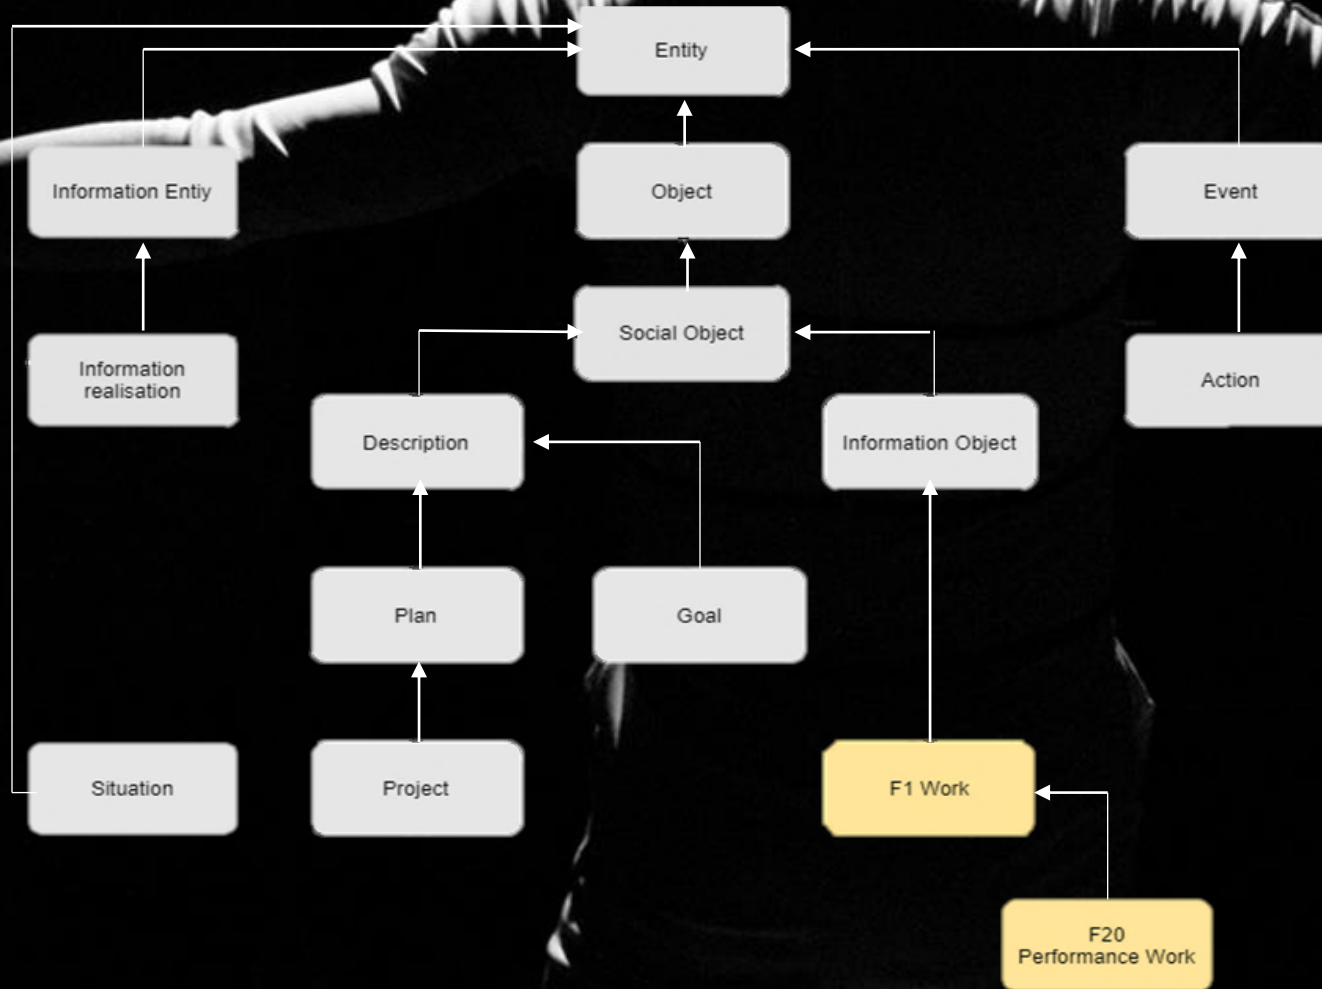 Entity
Information Entiy
Object
Event
Social Object
Information
realisation
Action
Description
Information Object
Plan
Goal
Situation
Project
F1 Work
F20
Performance Work